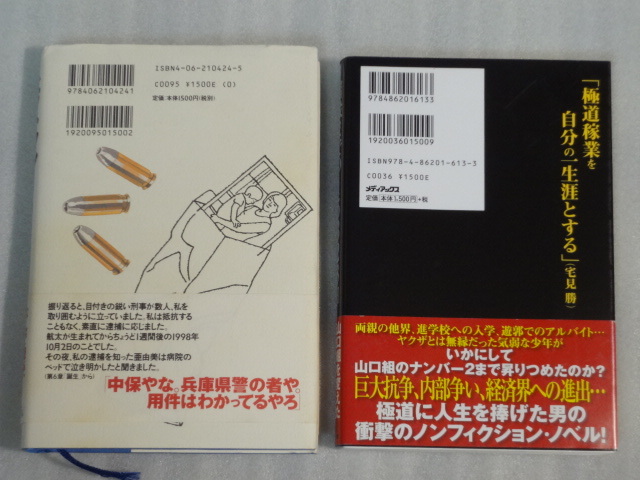 ISBN4-06-210424-5
C0095 ¥1500E (0)
定価:本体1500円(税別)
9784062104241
1920095015002
振り返ると、目付きの鋭い刑事が数人、私を
取り囲むように立っていました。私は抵抗する
こともなく、素直に逮捕に応じました。
航太が生まれてからちょうど1週間後の1998年
10月2日のことでした。
その夜、私の逮捕を知った亜由美は病院の
ベッドで泣き明かしたと聞きました。
(第6章「誕生」から)
「中保やな。兵庫県警の者や。
用件はわかってるやろ」
9784862016133
1920036015009
ISBN978-4-86201-613-3
C0036 ¥1500E
メディアックス
定価 本体1,500円 +税
「極道稼業を
自分の一生涯とする」(宅見 勝)
両親の他界、進学校への入学、遊郭でのアルバイト…
ヤクザとは無縁だった気弱な少年が
いかにして
山口組のナンバー2まで昇りつめたのか?
巨大抗争、内部争い、経済界への進出…
極道に人生を捧げた男の
衝撃のノンフィクション・ノベル!